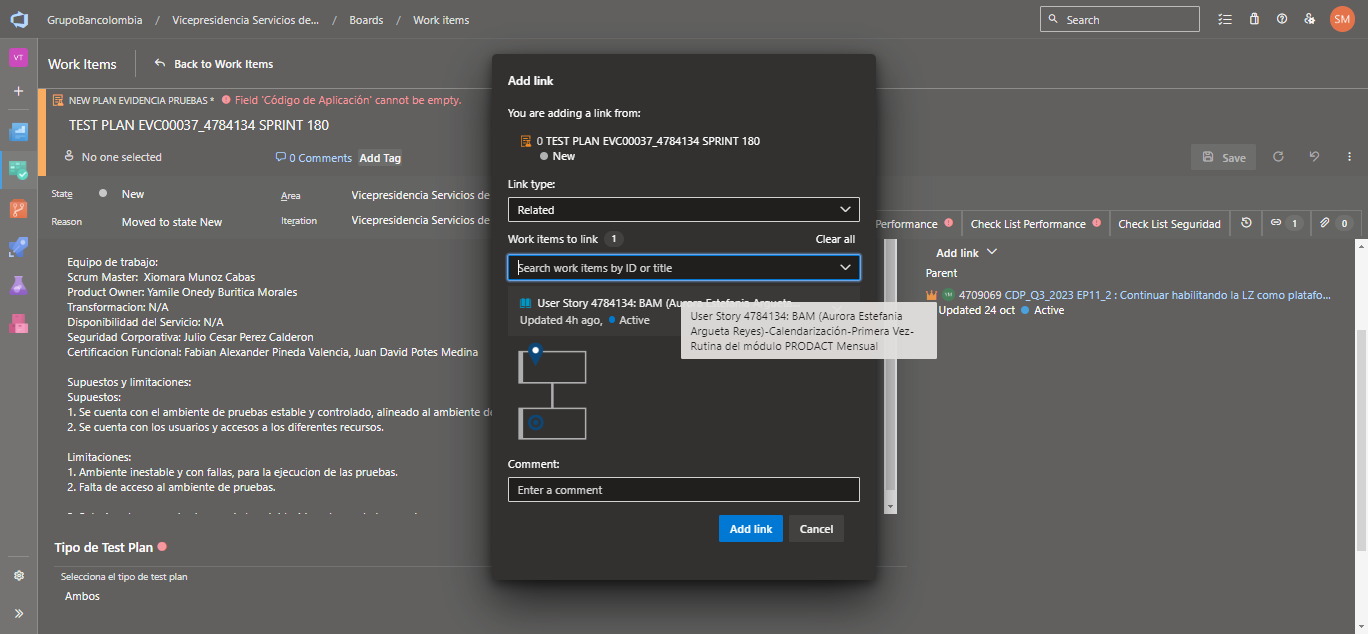 GrupoBancolombia / Vicepresidencia Servicios de... / Boards / Work items
Search
SM
VT
Work Items
Back to Work Items
NEW PLAN EVIDENCIA PRUEBAS * Field 'Código de Aplicación' cannot be empty.
TEST PLAN EVC00037_4784134 SPRINT 180
No one selected
0 Comments
Add Tag
Save
State
New
Area
Vicepresidencia Servicios de
Reason
Moved to state New
Iteration
Vicepresidencia Servicios de
Performance
Check List Performance
Check List Seguridad
1
0
Equipo de trabajo:
Scrum Master: Xiomara Munoz Cabas
Product Owner: Yamile Onedy Buritica Morales
Transformacion: N/A
Disponibilidad del Servicio: N/A
Seguridad Corporativa: Julio Cesar Perez Calderon
Certificacion Funcional: Fabian Alexander Pineda Valencia, Juan David Potes Medina
Supuestos y limitaciones:
Supuestos:
1. Se cuenta con el ambiente de pruebas estable y controlado, alineado al ambiente de
2. Se cuenta con los usuarios y accesos a los diferentes recursos.
Limitaciones:
1. Ambiente inestable y con fallas, para la ejecucion de las pruebas.
2. Falta de acceso al ambiente de pruebas.
Tipo de Test Plan
Selecciona el tipo de test plan
Ambos
Add link
You are adding a link from:
0 TEST PLAN EVC00037_4784134 SPRINT 180
New
Link type:
Related
Work items to link 1
Clear all
Search work items by ID or title
User Story 4784134: BAM (Aurora Estefania Argueta
Updated 4h ago, Active
User Story 4784134: BAM (Aurora Estefania
Argueta Reyes)-Calendarización-Primera Vez-
Rutina del módulo PRODACT Mensual
Comment:
Enter a comment
Add link
Cancel
Add link
Parent
4709069 CDP_Q3_2023 EP11_2 : Continuar habilitando la LZ como platafo...
Updated 24 oct Active